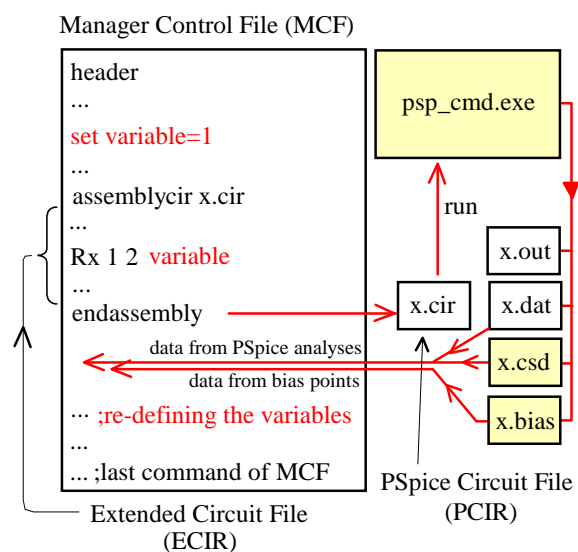 Manager Control File (MCF)
header
...
set variable=1
...
assemblycir x.cir
...
Rx 1 2 variable
...
endassembly
data from PSpice analyses
data from bias points
... ;re-defining the variables
...
... ;last command of MCF
Extended Circuit File
(ECIR)
psp_cmd.exe
run
x.cir
x.out
x.dat
x.csd
x.bias
PSpice Circuit File
(PCIR)